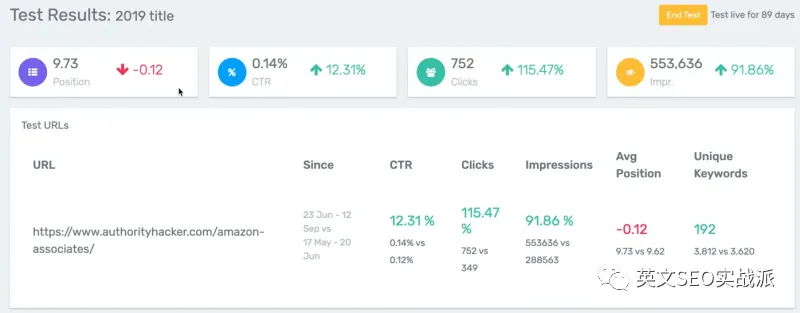 Test Results: 2019 title
End Test
Test live for 89 days
9.73
Position
-0.12
0.14%
CTR
12.31%
752
Clicks
115.47%
553,636
Impr.
91.86%
Test URLs
URL
Since
CTR
Clicks
Impressions
Avg
Position
Unique
Keywords
https://www.authorityhacker.com/amazon-
associates/
23 Jun - 12
Sep vs
17 May - 20
Jun
12.31 %
0.14% vs
0.12%
115.47
%
752 vs
349
91.86 %
553636 vs
288563
-0.12
9.73 vs 9.62
192
3,812 vs 3,620
英文SEO实战派